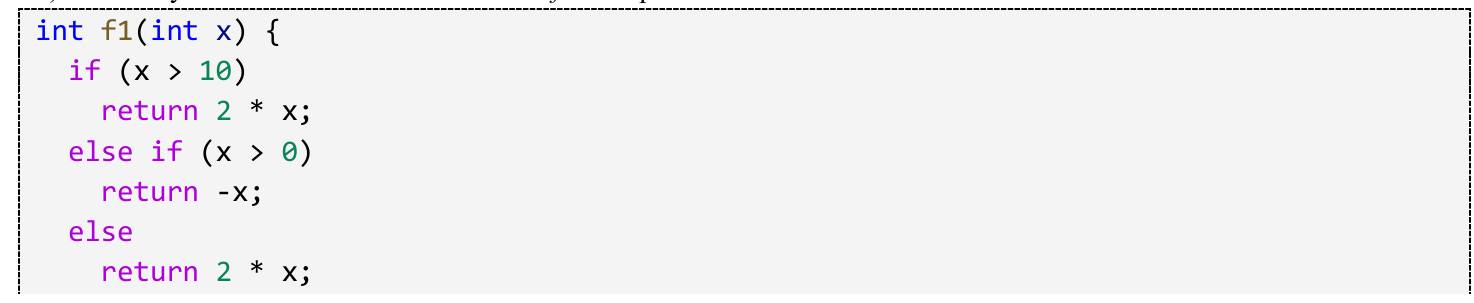 int f1(int x) {
  if (x > 10)
    return 2 * x;
  else if (x > 0)
    return -x;
  else
    return 2 * x;